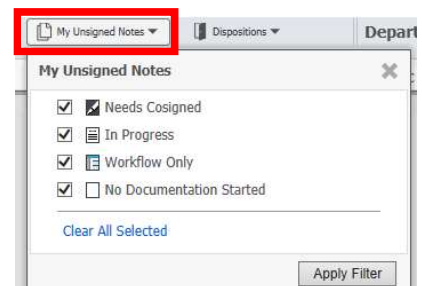 My Unsigned Notes Dispositions Depart
My Unsigned Notes
Needs Cosigned
In Progress
Workflow Only
No Documentation Started
Clear All Selected
Apply Filter